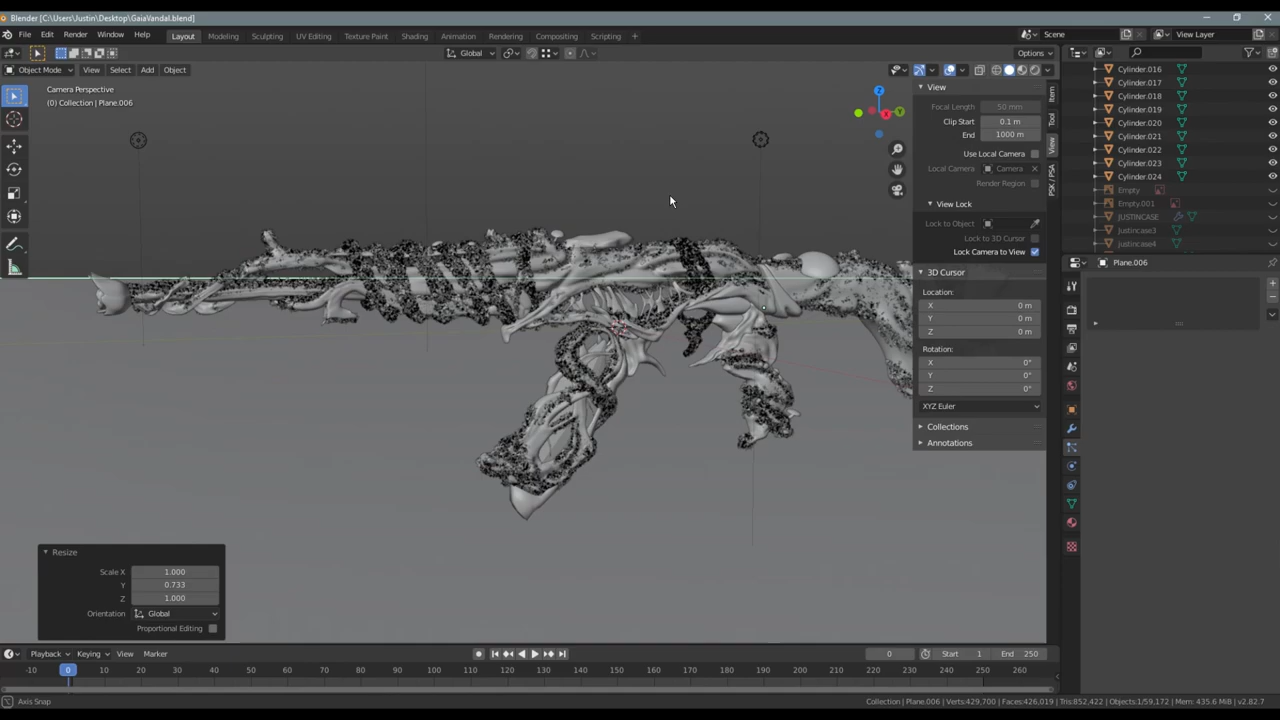 Blender [C:\Users\Justin\Desktop\GaiaVandal.blend]
File Edit Render Window Help Layout Modeling Sculpting UV Editing Texture Paint Shading Animation Rendering Compositing Scripting + Scene View Layer
Global Options
Object Mode View Select Add Object
Camera Perspective
(0) Collection | Plane.006
Z
X
Y
View
Focal Length 50 mm
Clip Start 0.1 m
End 1000 m
Use Local Camera
Local Camera Camera
Render Region
View Lock
Lock to Object
Lock to 3D Cursor
Lock Camera to View
3D Cursor
Location:
X 0 m
Y 0 m
Z 0 m
Rotation:
X 0°
Y 0°
Z 0°
XYZ Euler
Collections
Annotations
Item
Tool
View
PSK / PSA
Cylinder.016
Cylinder.017
Cylinder.018
Cylinder.019
Cylinder.020
Cylinder.021
Cylinder.022
Cylinder.023
Cylinder.024
Empty
Empty.001
JUSTINCASE
Justincase3
justincase4
Plane.006
Resize
Scale X 1.000
Y 0.733
Z 1.000
Orientation Global
Proportional Editing
Playback Keying View Marker 0 Start 1 End 250
-10 0 10 20 30 40 50 60 70 80 90 100 110 120 130 140 150 160 170 180 190 200 210 220 230 240 250 260
Axis Snap
Collection | Plane.006 | Verts:429,700 | Faces:426,019 | Tris:852,422 | Objects:1/59,172 | Mem: 435.6 MiB | v2.82.7